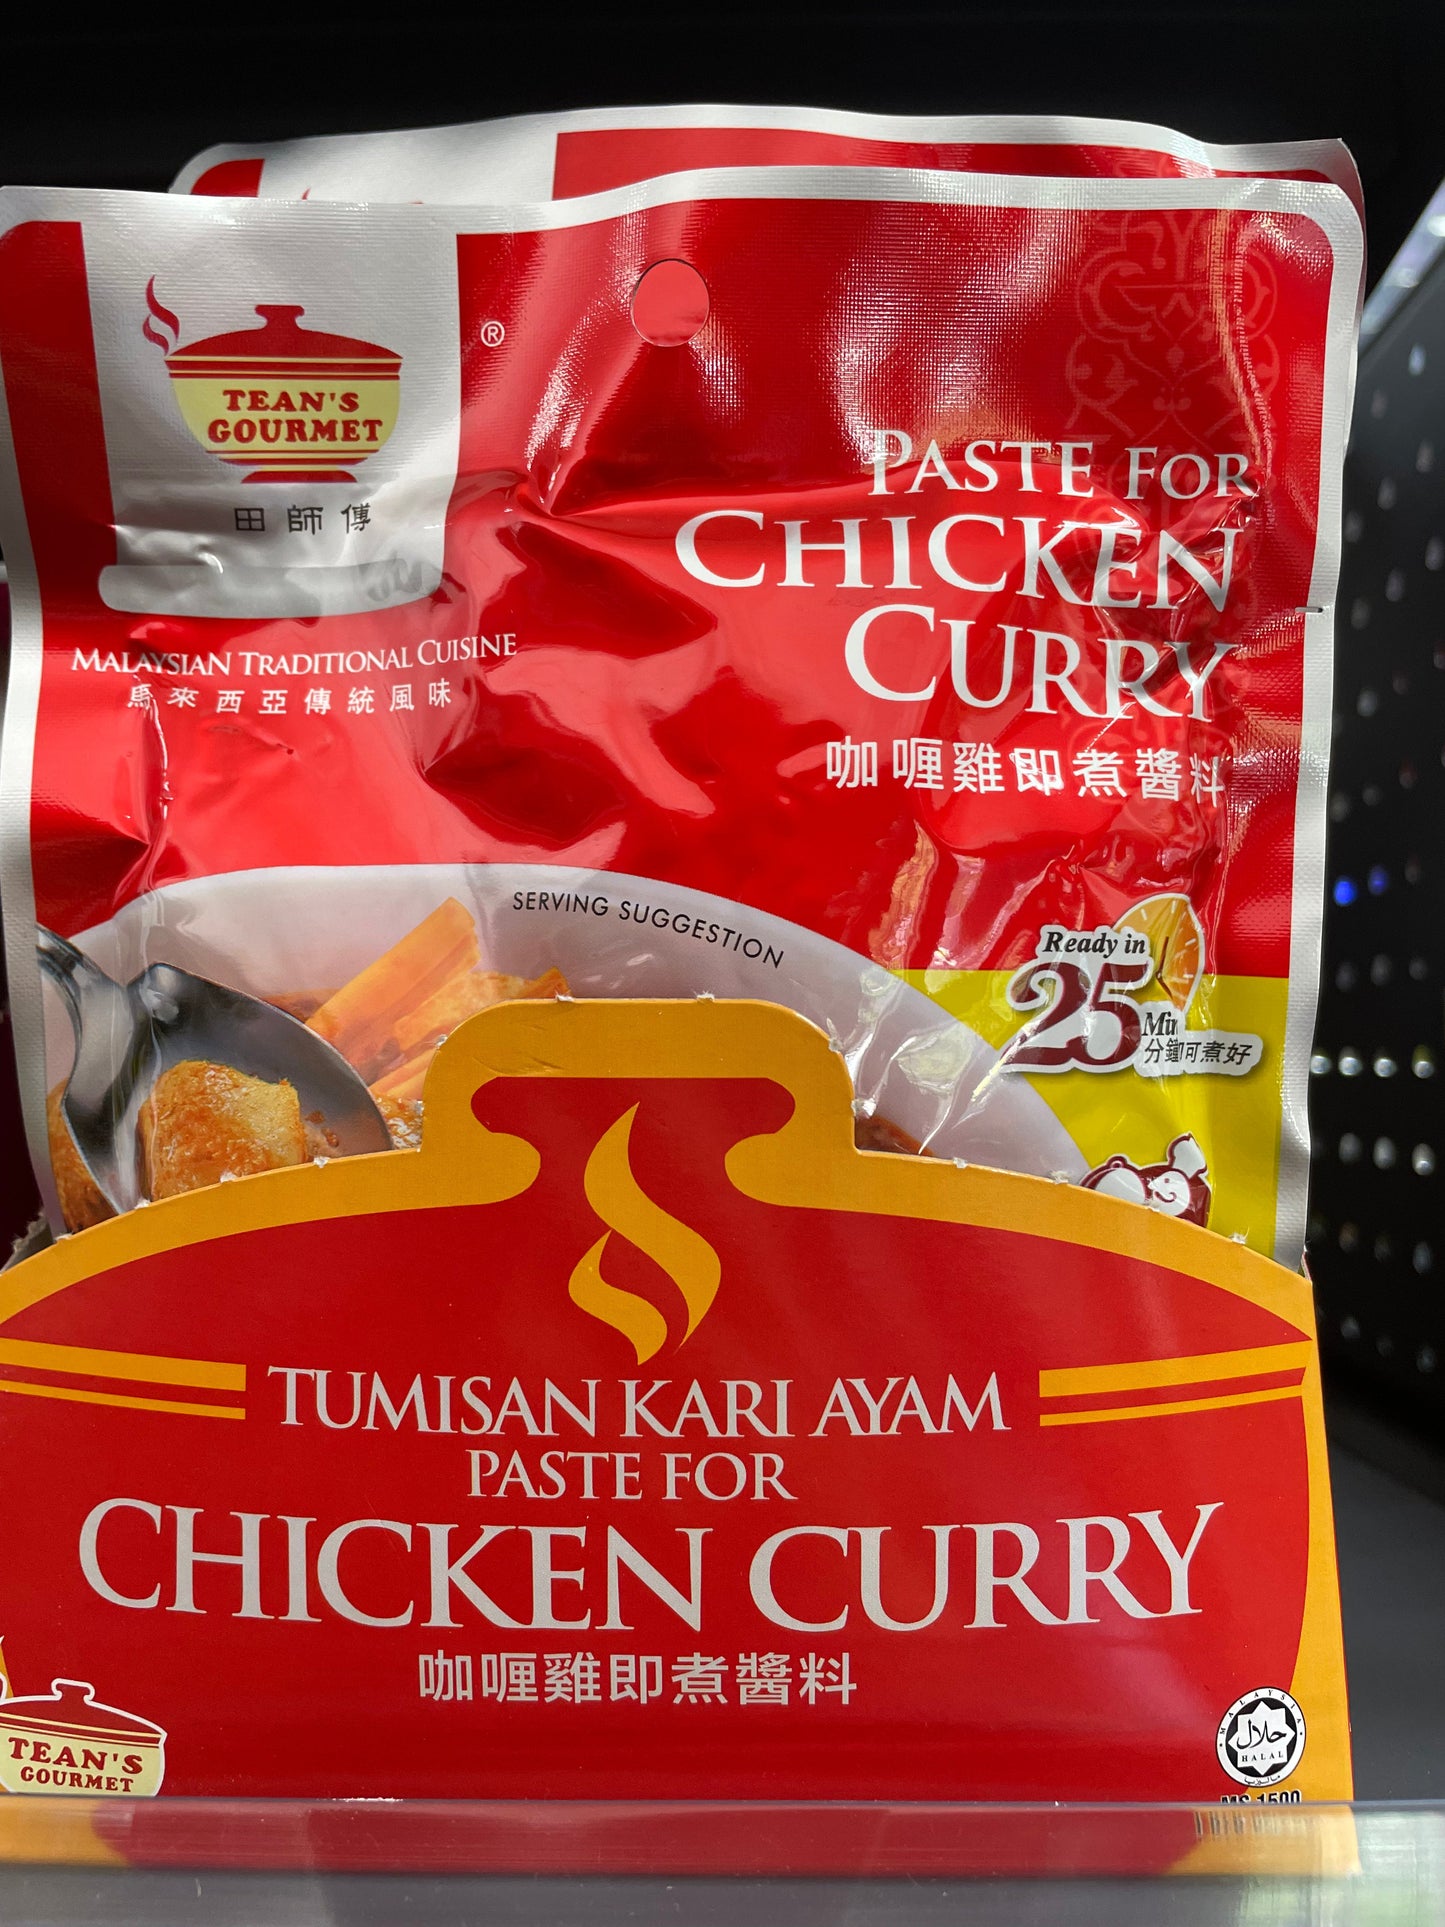 TEAN'S
GOURMET
®
田師傅
MALAYSIAN TRADITIONAL CUISINE
馬來西亞傳統風味
PASTE FOR
CHICKEN
CURRY
咖喱雞即煮醬料
SERVING SUGGESTION
Ready in
25
Min
分鐘即可煮好
TUMISAN KARI AYAM
PASTE FOR
CHICKEN CURRY
咖喱雞即煮醬料
TEAN'S
GOURMET
MALAYSIA
حلال
HALAL
MS 1500